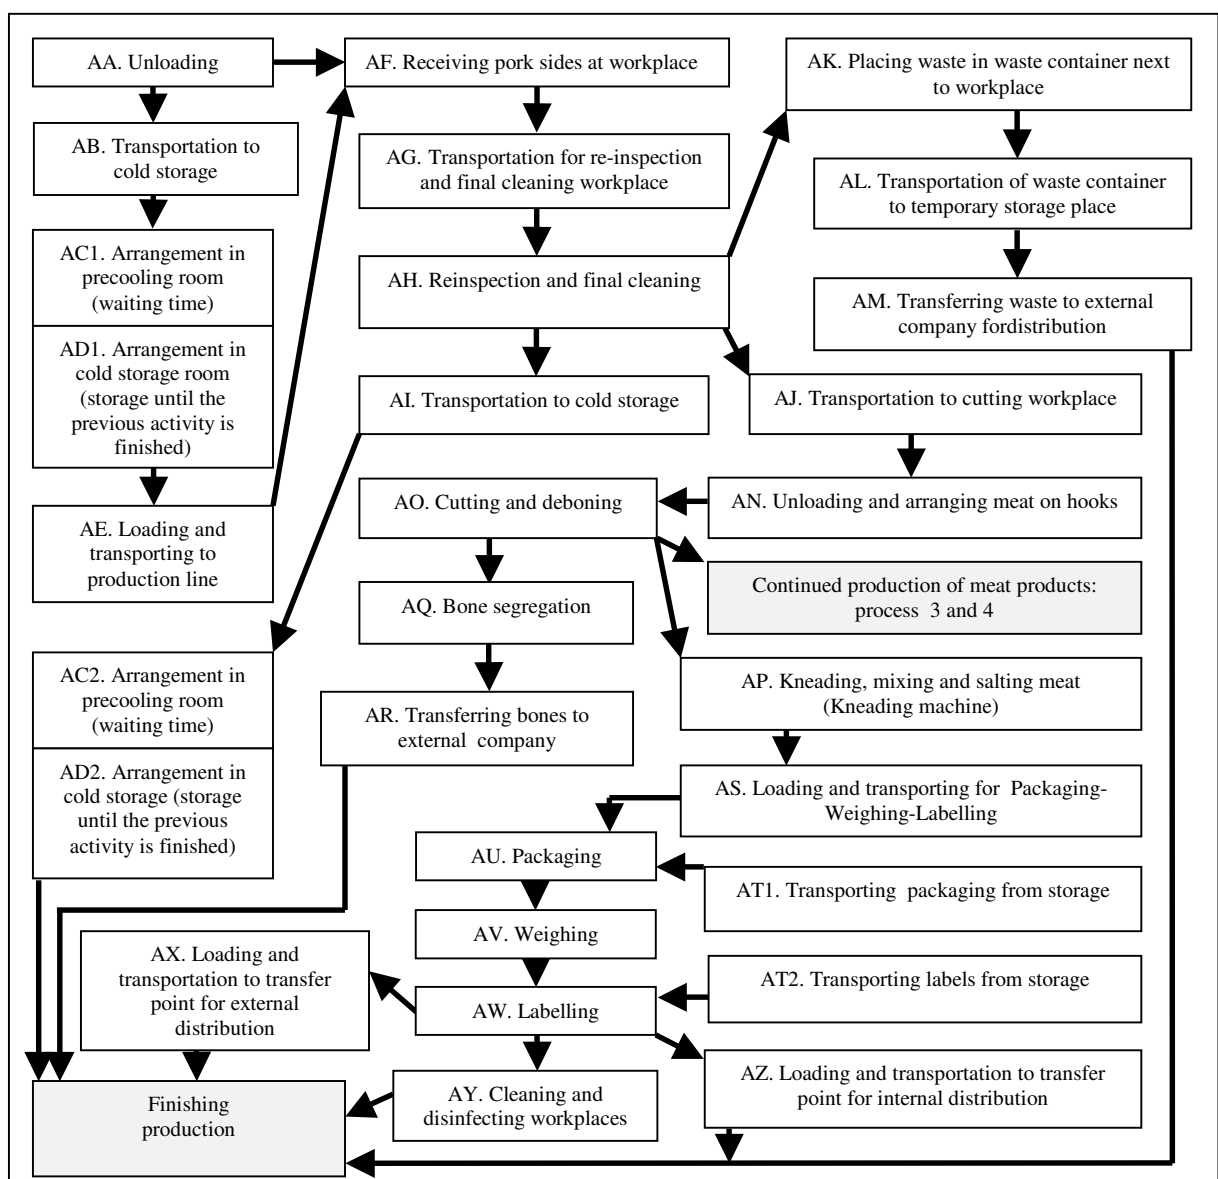 AA. Unloading
AB. Transportation to
cold storage
AC1. Arrangement in
precooling room
(waiting time)
AD1. Arrangement in
cold storage room
(storage until the
previous activity is
finished)
AE. Loading and
transporting to
production line
AF. Receiving pork sides at workplace
AG. Transportation for re-inspection
and final cleaning workplace
AH. Reinspection and final cleaning
AI. Transportation to cold storage
AK. Placing waste in waste container next
to workplace
AL. Transportation of waste container
to temporary storage place
AM. Transferring waste to external
company fordistribution
AJ. Transportation to cutting workplace
AN. Unloading and arranging meat on hooks
AO. Cutting and deboning
Continued production of meat products:
process 3 and 4
AQ. Bone segregation
AP. Kneading, mixing and salting meat
(Kneading machine)
AR. Transferring bones to
external company
AC2. Arrangement in
precooling room
(waiting time)
AD2. Arrangement in
cold storage (storage
until the previous
activity is finished)
AS. Loading and transporting for Packaging-
Weighing-Labelling
AU. Packaging
AT1. Transporting packaging from storage
AV. Weighing
AT2. Transporting labels from storage
AW. Labelling
AX. Loading and
transportation to transfer
point for external
distribution
AY. Cleaning and
disinfecting workplaces
AZ. Loading and transportation to transfer
point for internal distribution
Finishing
production